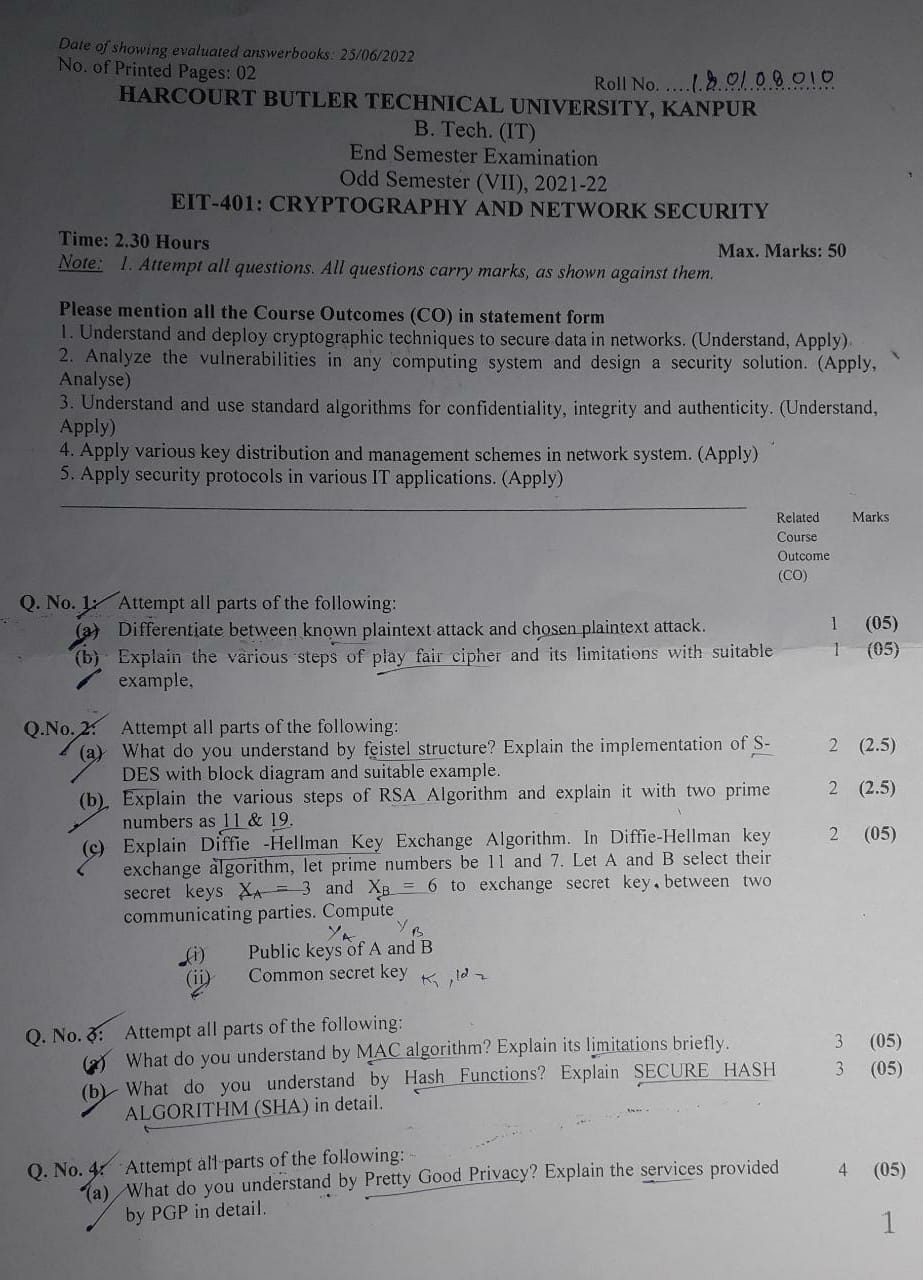 Date of showing evaluated answerbooks: 25/06/2022
No. of Printed Pages: 02
Roll No. ....180108010
HARCOURT BUTLER TECHNICAL UNIVERSITY, KANPUR
B. Tech. (IT)
End Semester Examination
Odd Semester (VII), 2021-22
EIT-401: CRYPTOGRAPHY AND NETWORK SECURITY
Time: 2.30 Hours Max. Marks: 50
Note: 1. Attempt all questions. All questions carry marks, as shown against them.
Please mention all the Course Outcomes (CO) in statement form
1. Understand and deploy cryptographic techniques to secure data in networks. (Understand, Apply).
2. Analyze the vulnerabilities in any computing system and design a security solution. (Apply,
Analyse)
3. Understand and use standard algorithms for confidentiality, integrity and authenticity. (Understand,
Apply)
4. Apply various key distribution and management schemes in network system. (Apply)
5. Apply security protocols in various IT applications. (Apply)
Related Marks
Course
Outcome
(CO)
Q. No. 1: Attempt all parts of the following:
(a) Differentiate between known plaintext attack and chosen plaintext attack. 1 (05)
(b) Explain the various steps of play fair cipher and its limitations with suitable 1 (05)
example,
Q.No. 2: Attempt all parts of the following:
(a) What do you understand by feistel structure? Explain the implementation of S- 2 (2.5)
DES with block diagram and suitable example.
(b) Explain the various steps of RSA Algorithm and explain it with two prime 2 (2.5)
numbers as 11 & 19.
(c) Explain Diffie -Hellman Key Exchange Algorithm. In Diffie-Hellman key 2 (05)
exchange algorithm, let prime numbers be 11 and 7. Let A and B select their
secret keys XA = 3 and XB = 6 to exchange secret key, between two
communicating parties. Compute
YA YB
(i) Public keys of A and B
(ii) Common secret key
Q. No. 3: Attempt all parts of the following:
(a) What do you understand by MAC algorithm? Explain its limitations briefly. 3 (05)
(b) What do you understand by Hash Functions? Explain SECURE HASH 3 (05)
ALGORITHM (SHA) in detail.
Q. No. 4: Attempt all parts of the following:
(a) What do you understand by Pretty Good Privacy? Explain the services provided 4 (05)
by PGP in detail.
1